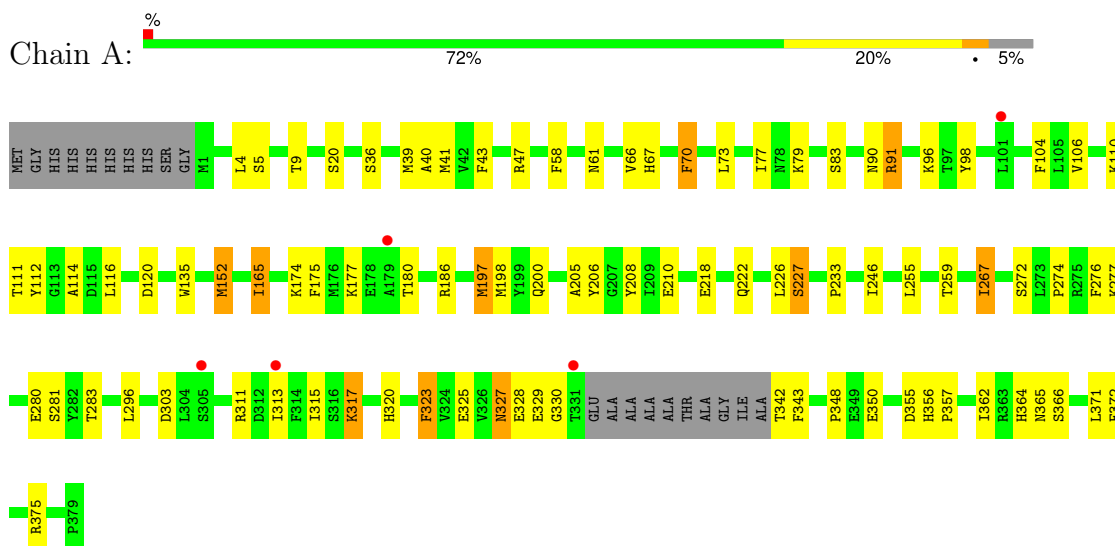 %
Chain A:
72% 20% • 5%
MET GLY HIS HIS HIS HIS HIS HIS SER GLY M1 L4 S5 T9 S20 S36 M39 A40 M41 V42 F43 R47 F58 N61 V66 H67 F70 L73 I77 N78 K79 S83 N90 R91 K96 T97 Y98 L101 F104 L105 V106 K110
T111 Y112 G113 A114 D115 L116 D120 W135 M152 I165 K174 F175 M176 K177 E178 A179 T180 R186 M197 M198 Y199 Q200 A205 Y206 G207 Y208 I209 E210 E218 Q222 L226 S227 P233 I246 L255 T259 I267 S272 L273 P274 R275 F276 K277
E280 S281 Y282 T283 L296 D303 L304 S305 R311 D312 I313 F314 I315 S316 K317 H320 F323 V324 E325 V326 N327 E328 E329 G330 T331 GLU ALA ALA ALA ALA ALA THR ALA GLY ILE ALA T342 F343 P348 E349 E350 D355 H356 P357 I362 R363 H364 N365 S366 L371
R375 P379